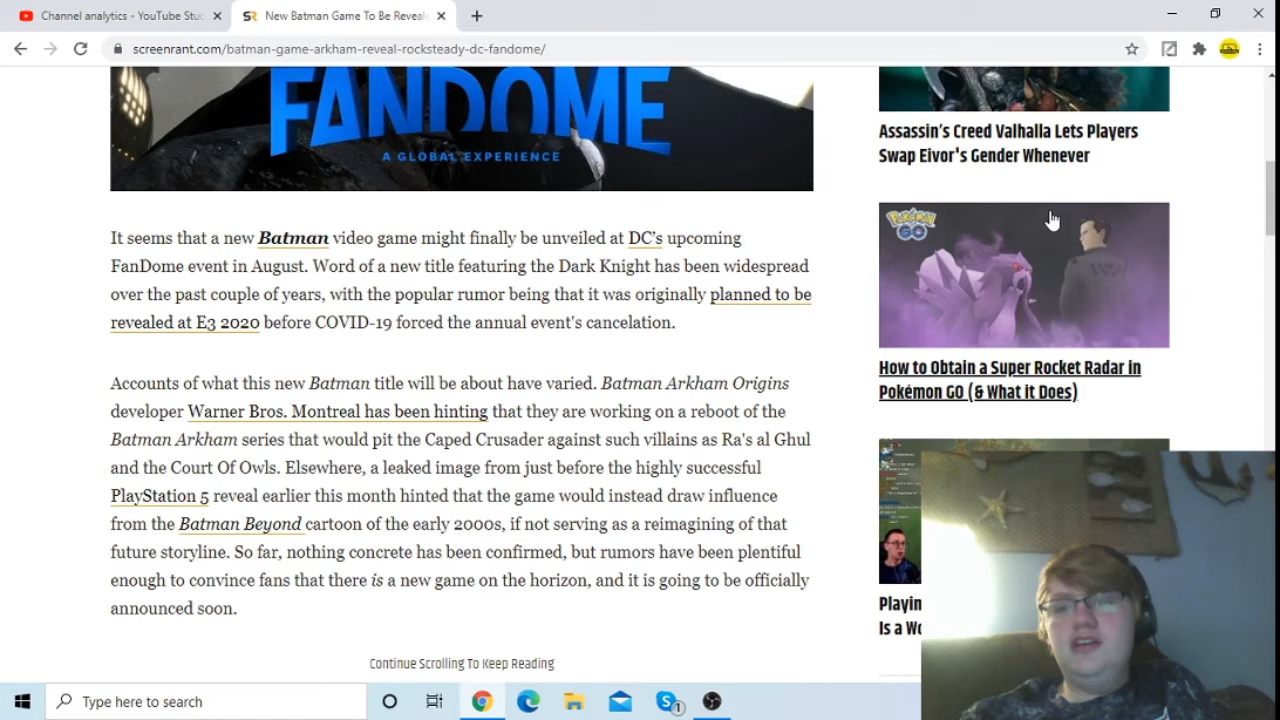 Channel analytics - YouTube Stu
New Batman Game To Be Reveal
screenrant.com/batman-game-arkham-reveal-rocksteady-dc-fandome/
FANDOME
A GLOBAL EXPERIENCE
It seems that a new Batman video game might finally be unveiled at DC's upcoming
FanDome event in August. Word of a new title featuring the Dark Knight has been widespread
over the past couple of years, with the popular rumor being that it was originally planned to be
revealed at E3 2020 before COVID-19 forced the annual event's cancelation.
Accounts of what this new Batman title will be about have varied. Batman Arkham Origins
developer Warner Bros. Montreal has been hinting that they are working on a reboot of the
Batman Arkham series that would pit the Caped Crusader against such villains as Ra's al Ghul
and the Court Of Owls. Elsewhere, a leaked image from just before the highly successful
PlayStation 5 reveal earlier this month hinted that the game would instead draw influence
from the Batman Beyond cartoon of the early 2000s, if not serving as a reimagining of that
future storyline. So far, nothing concrete has been confirmed, but rumors have been plentiful
enough to convince fans that there is a new game on the horizon, and it is going to be officially
announced soon.
Continue Scrolling To Keep Reading
Assassin's Creed Valhalla Lets Players
Swap Eivor's Gender Whenever
POKÉMON
GO
How to Obtain a Super Rocket Radar in
Pokémon GO (& What it Does)
Playin
Is a Wo
Type here to search
1